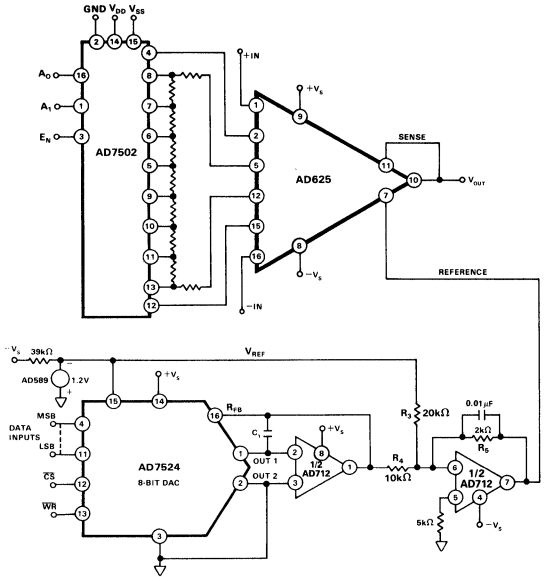 GND V_DD V_SS
2 14 15
4
A_0 16 8
+IN
+V_S
A_1 1 7
1 9
E_N 3 6
2
AD7502
5
5
SENSE
11
AD625
10 V_OUT
9
12
7
10
15
11
16 8
13
-V_S
12
-IN
REFERENCE
-V_S 39kΩ
V_REF
AD589 1.2V
- +
+V_S
15 14
R_3 20kΩ
0.01μF
DATA INPUTS
MSB 4
LSB 11
16 R_FB
C_1
+V_S
2kΩ
R_5
AD7524
8-BIT DAC
1 OUT 1 2 8
1/2 AD712
1
R_4
10kΩ
6
1/2 AD712
7
CS 12
2 OUT 2 3
5
4
WR 13
5kΩ
-V_S
3